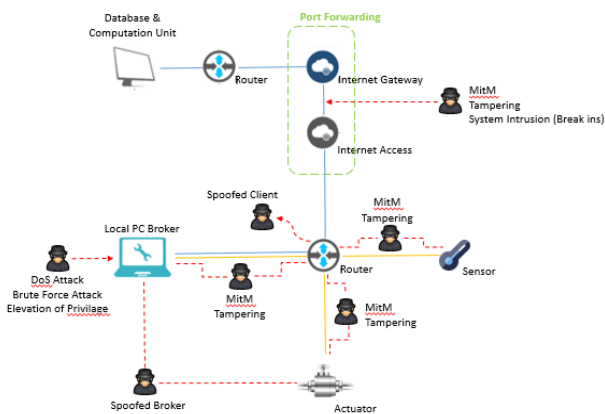 Port Forwarding
Database &
Computation Unit
Router
Internet Gateway
MitM
Tampering
System Intrusion (Break ins)
Internet Access
Spoofed Client
MitM
Tampering
Local PC Broker
Router
Sensor
DoS Attack
Brute Force Attack
Elevation of Privilage
MitM
Tampering
MitM
Tampering
Spoofed Broker
Actuator